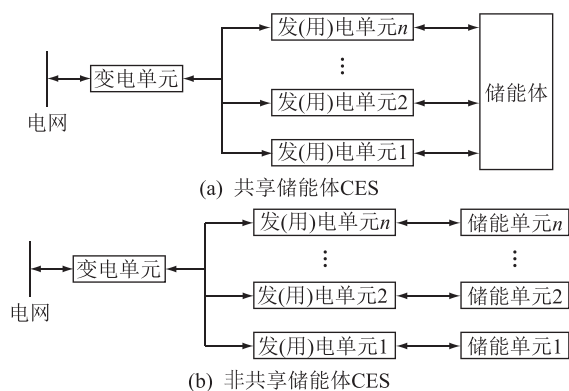 发(用)电单元n
变电单元
储能体
电网
发(用)电单元2
发(用)电单元1
(a) 共享储能体CES
发(用)电单元n 储能单元n
变电单元
电网
发(用)电单元2 储能单元2
发(用)电单元1 储能单元1
(b) 非共享储能体CES